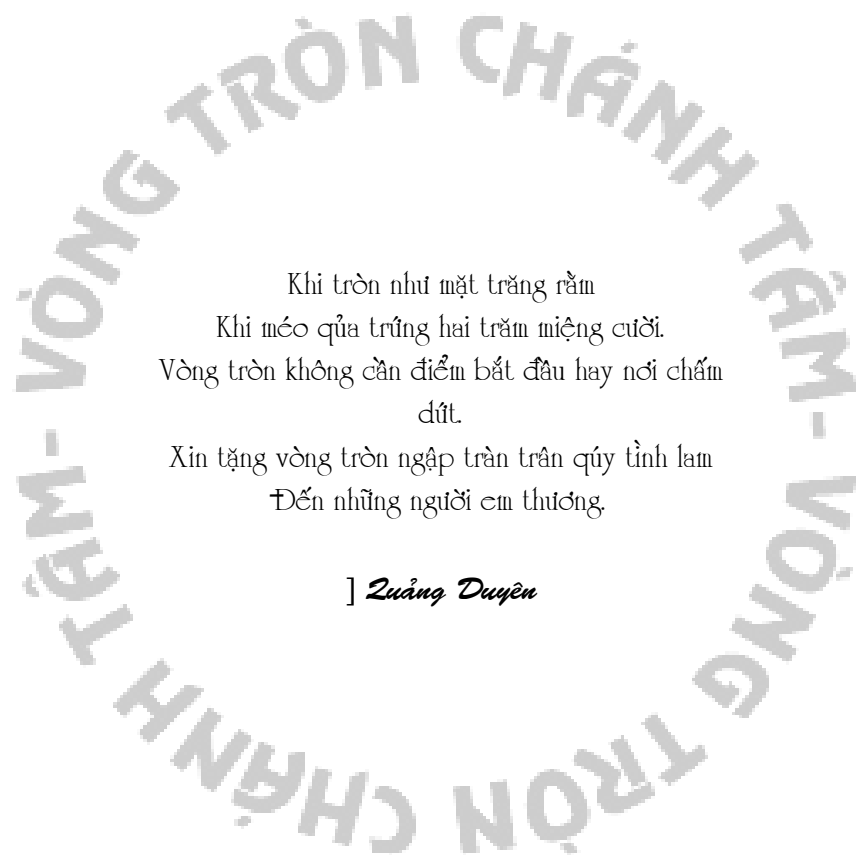 VÒNG TRÒN CHÁNH TÂM- VÒNG TRÒN CHÁNH TÂM-
Khi tròn như mặt trăng rằm
Khi méo qủa trứng hai trăm miệng cười.
Vòng tròn không cần điểm bắt đầu hay nơi chấm
dứt.
Xin tặng vòng tròn ngập tràn trân qúy tình lam
Đến những người em thương.
] Quảng Duyên